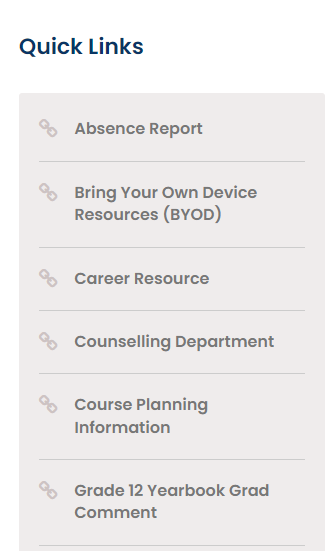 Quick Links
Absence Report
Bring Your Own Device
Resources (BYOD)
Career Resource
Counselling Department
Course Planning
Information
Grade 12 Yearbook Grad
Comment